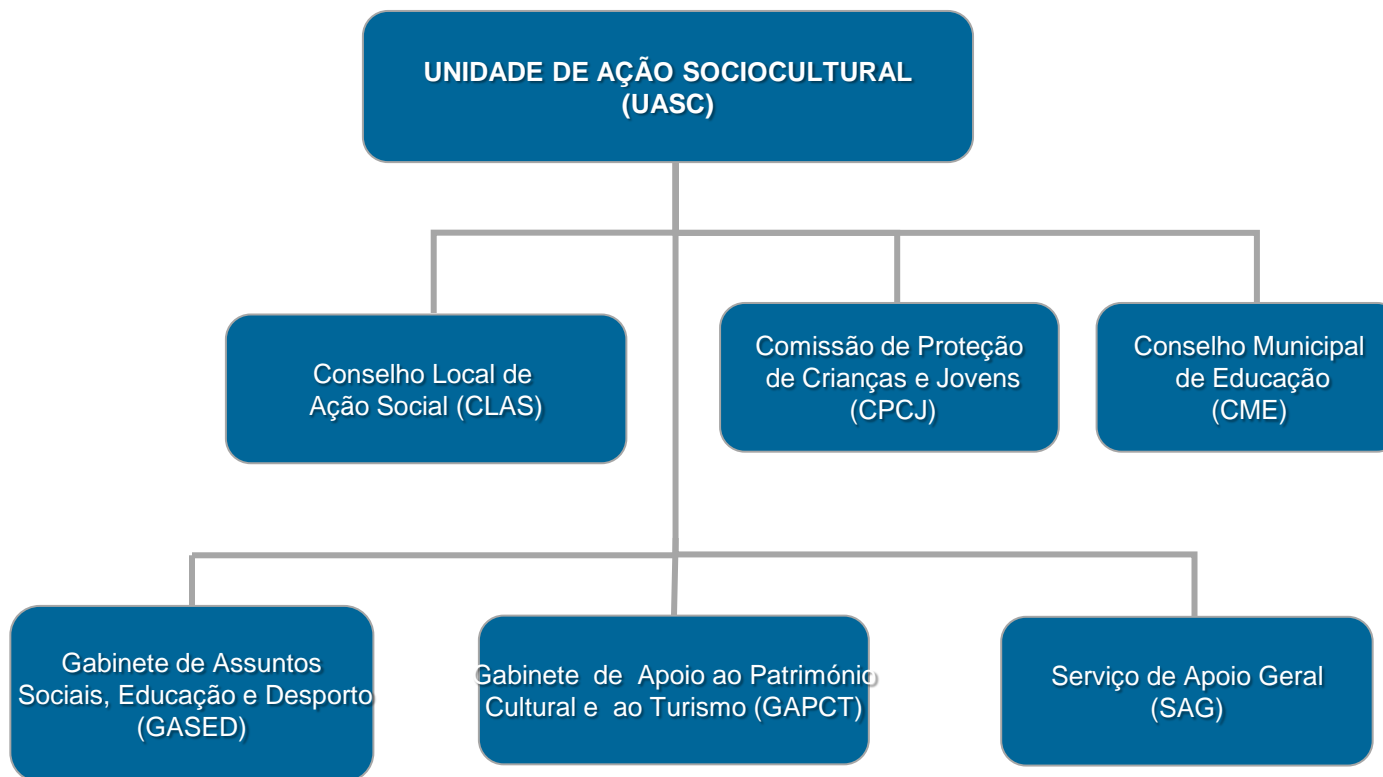 UNIDADE DE AÇÃO SOCIOCULTURAL
(UASC)
Conselho Local de
Ação Social (CLAS)
Comissão de Proteção
de Crianças e Jovens
(CPCJ)
Conselho Municipal
de Educação
(CME)
Gabinete de Assuntos
Sociais, Educação e Desporto
(GASED)
Gabinete de Apoio ao Património
Cultural e ao Turismo (GAPCT)
Serviço de Apoio Geral
(SAG)